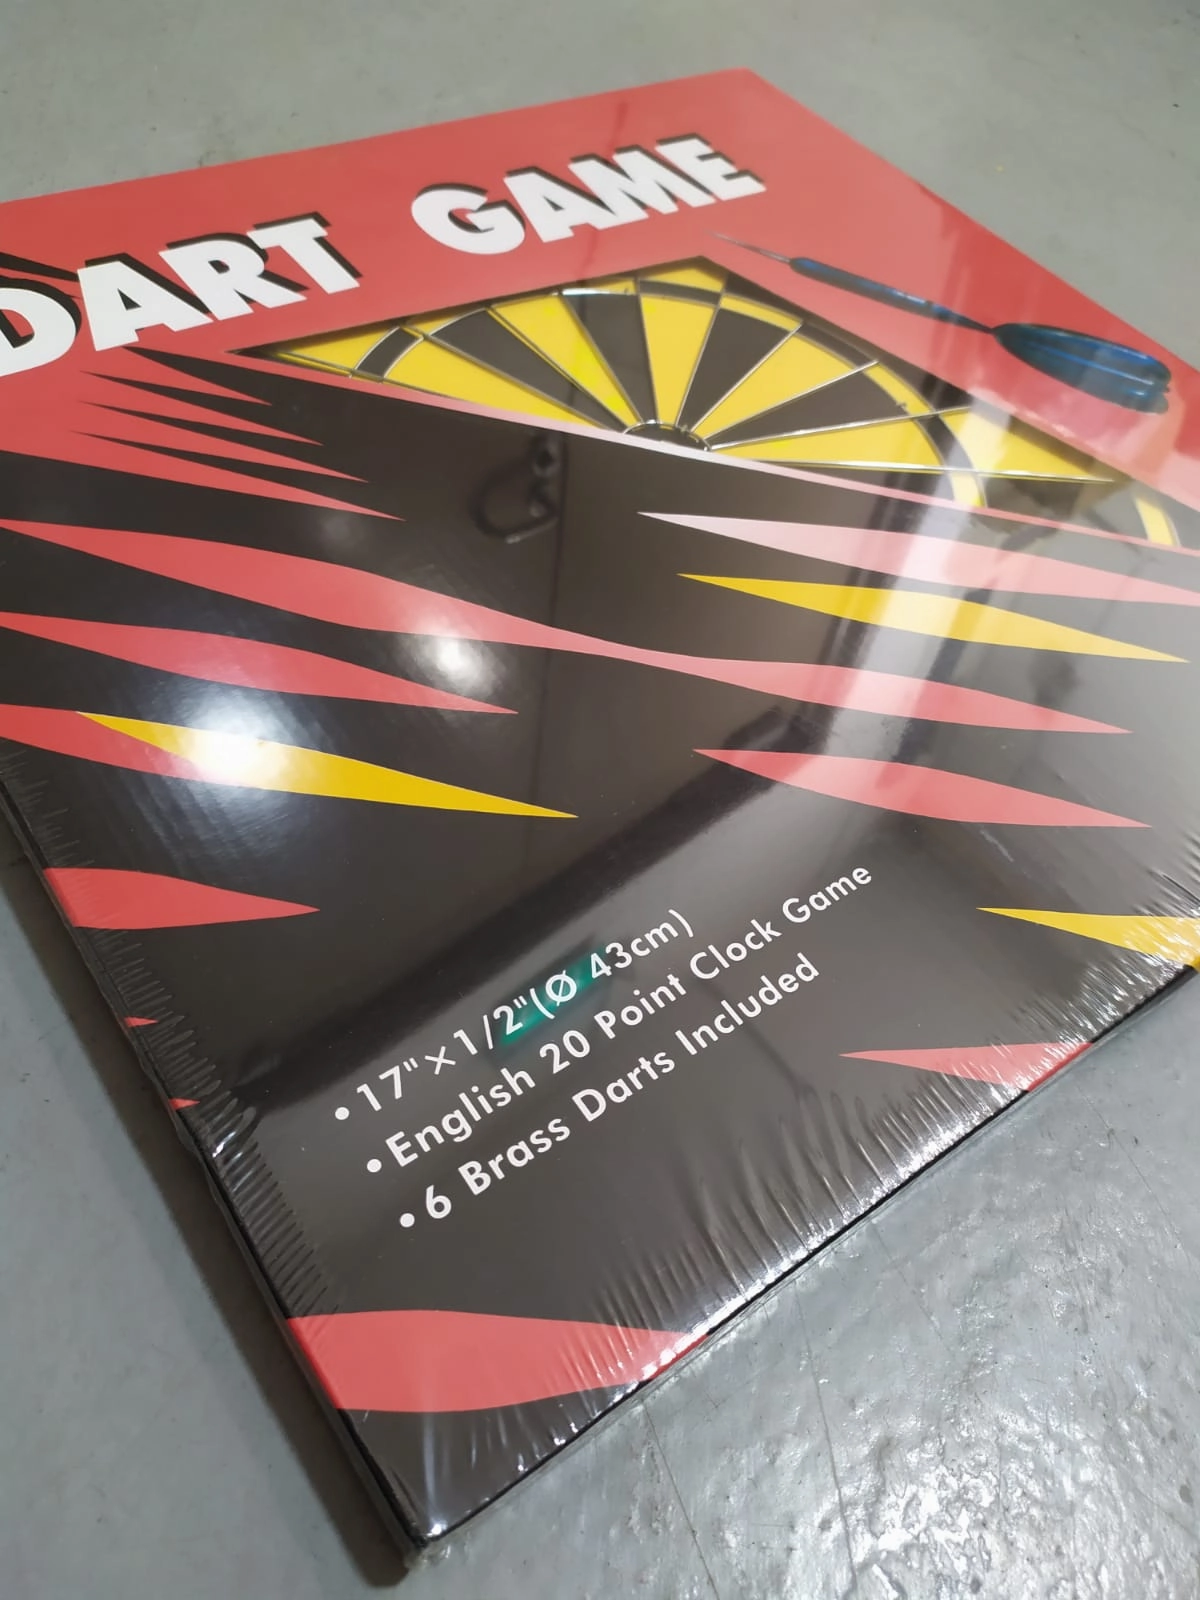 DART GAME
• 17" × 1/2" (Ø 43cm)
• English 20 Point Clock Game
• 6 Brass Darts Included